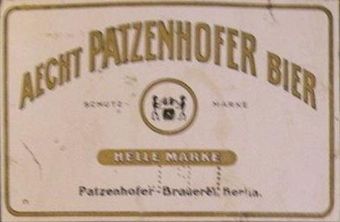 AECHT PATZENHOFER BIER
SCHUTZ- MARKE
HELLE MARKE
Patzenhofer-Brauerei, Berlin.